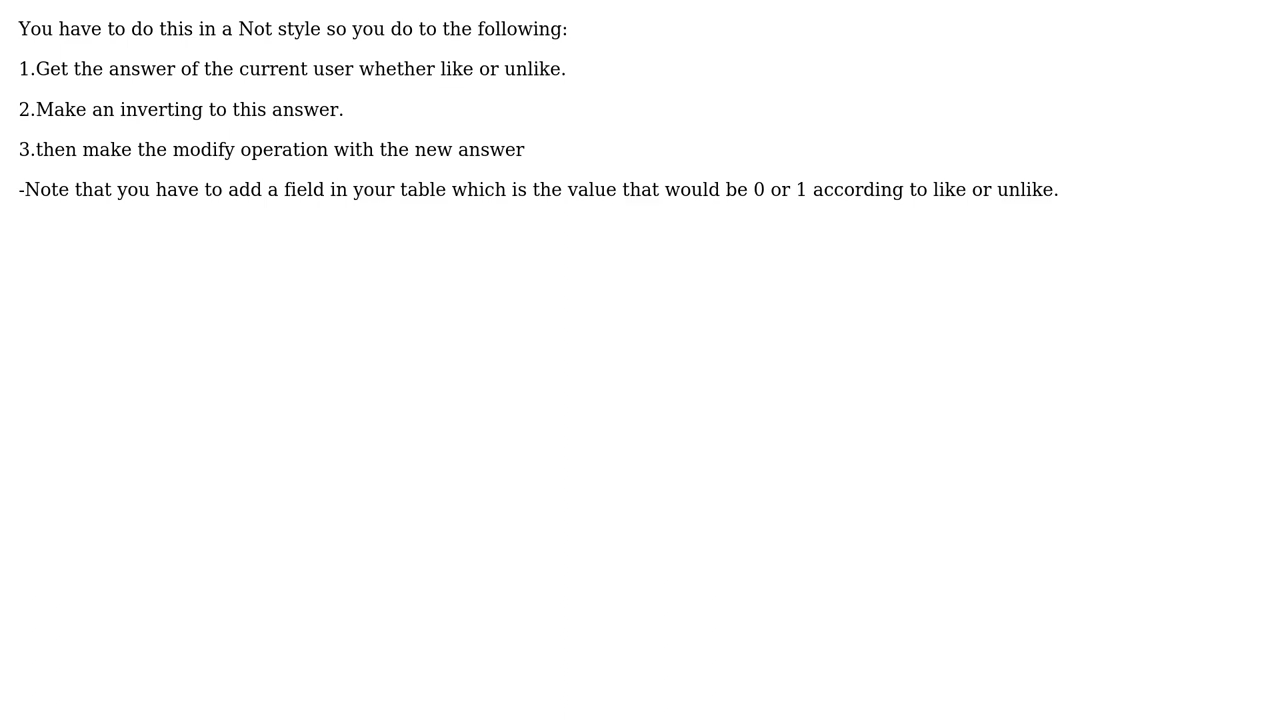 You have to do this in a Not style so you do to the following:
1.Get the answer of the current user whether like or unlike.
2.Make an inverting to this answer.
3.then make the modify operation with the new answer
-Note that you have to add a field in your table which is the value that would be 0 or 1 according to like or unlike.